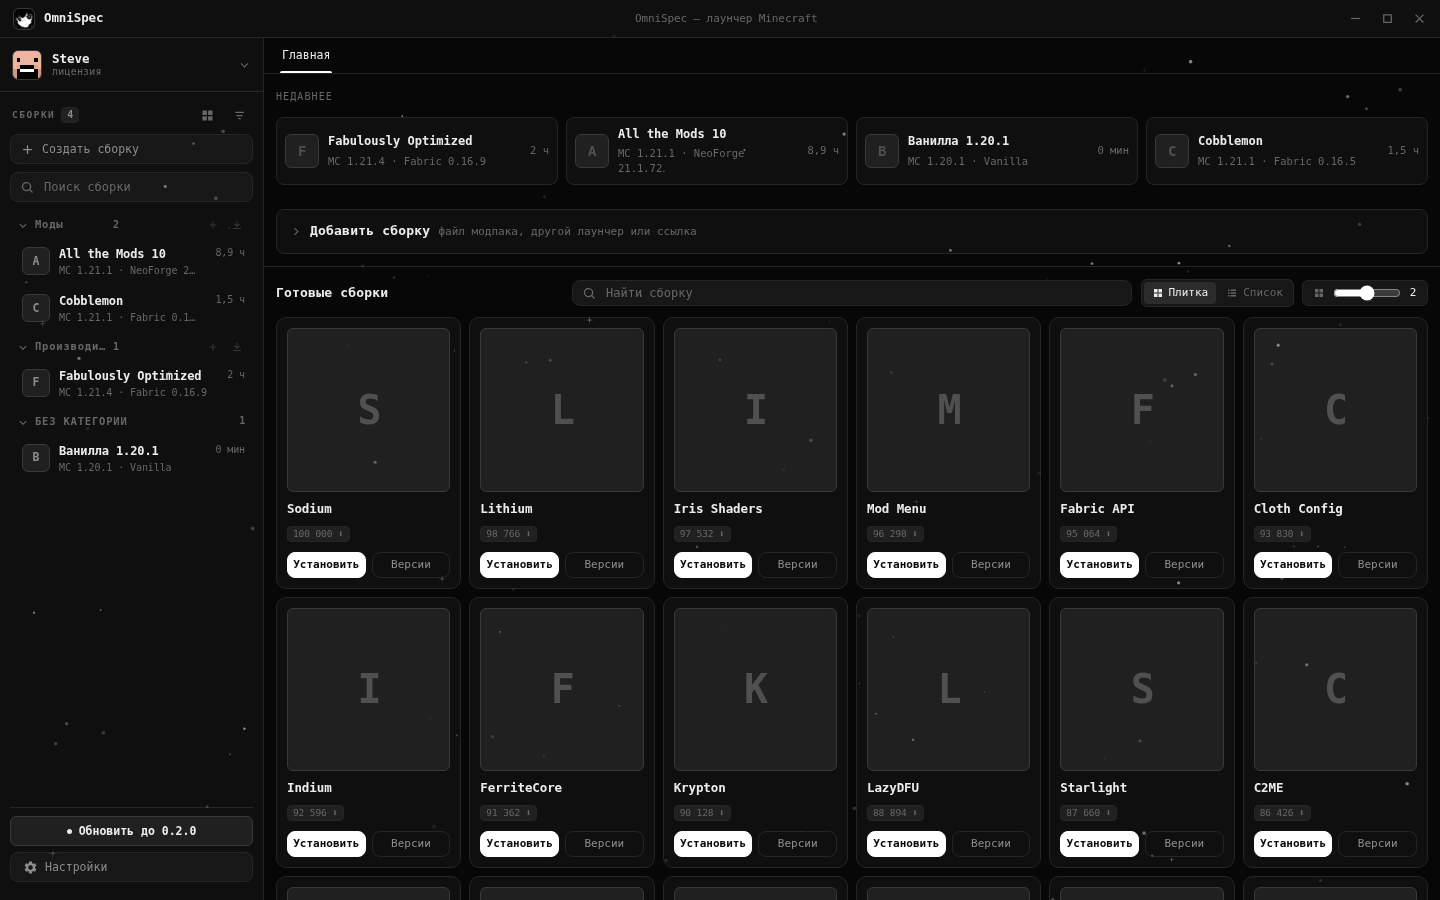 OmniSpec
OmniSpec — лаунчер Minecraft
Steve
лицензия
СБОРКИ 4
Создать сборку
Поиск сборки
Моды 2
A
All the Mods 10
8,9 ч
MC 1.21.1 · NeoForge 2…
C
Cobblemon
1,5 ч
MC 1.21.1 · Fabric 0.1…
Производи… 1
F
Fabulously Optimized
2 ч
MC 1.21.4 · Fabric 0.16.9
БЕЗ КАТЕГОРИИ 1
B
Ванилла 1.20.1
0 мин
MC 1.20.1 · Vanilla
Обновить до 0.2.0
Настройки
Главная
НЕДАВНЕЕ
F
Fabulously Optimized
MC 1.21.4 · Fabric 0.16.9
2 ч
A
All the Mods 10
MC 1.21.1 · NeoForge
21.1.72.
8,9 ч
B
Ванилла 1.20.1
MC 1.20.1 · Vanilla
0 мин
C
Cobblemon
MC 1.21.1 · Fabric 0.16.5
1,5 ч
Добавить сборку файл модпака, другой лаунчер или ссылка
Готовые сборки
Найти сборку
Плитка
Список
2
S
Sodium
100 000 ⬇
Установить Версии
L
Lithium
98 766 ⬇
Установить Версии
I
Iris Shaders
97 532 ⬇
Установить Версии
M
Mod Menu
96 298 ⬇
Установить Версии
F
Fabric API
95 064 ⬇
Установить Версии
C
Cloth Config
93 830 ⬇
Установить Версии
I
Indium
92 596 ⬇
Установить Версии
F
FerriteCore
91 362 ⬇
Установить Версии
K
Krypton
90 128 ⬇
Установить Версии
L
LazyDFU
88 894 ⬇
Установить Версии
S
Starlight
87 660 ⬇
Установить Версии
C
C2ME
86 426 ⬇
Установить Версии